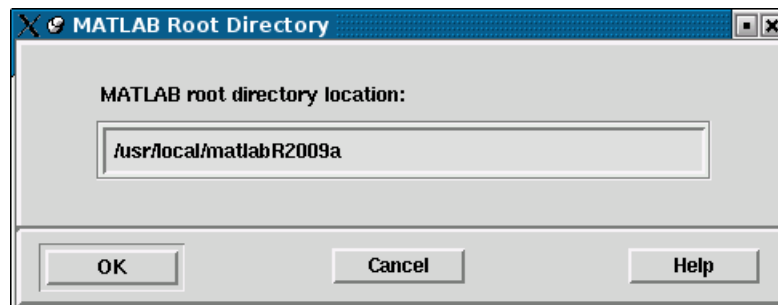 MATLAB Root Directory
MATLAB root directory location:
/usr/local/matlabR2009a
OK Cancel Help